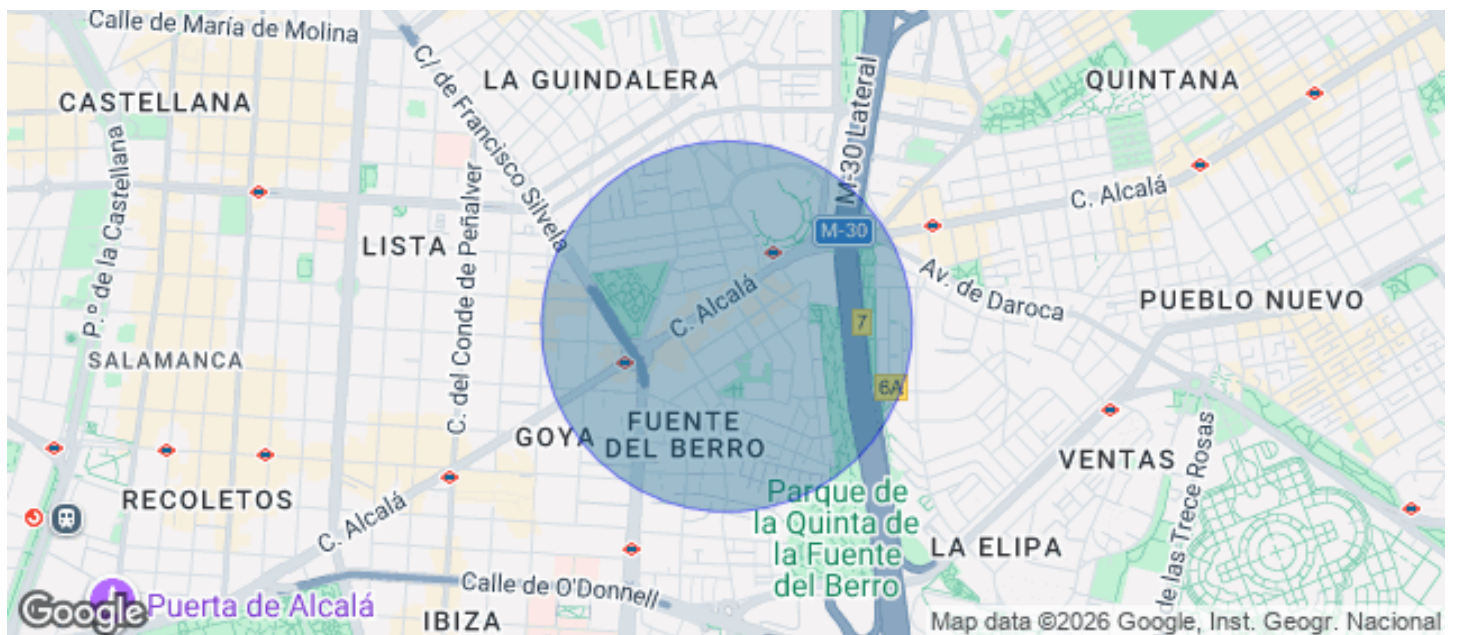 Calle de María de Molina
C/ de Francisco Silvela
LA GUINDALERA
M-30 Lateral
QUINTANA
CASTELLANA
P.º de la Castellana
C. del Conde de Peñalver
LISTA
M-30
C. Alcalá
Av. de Daroca
C. Alcalá
PUEBLO NUEVO
7
SALAMANCA
6A
GOYA
FUENTE
DEL BERRO
VENTAS
de las Trece Rosas
RECOLETOS
C. Alcalá
Parque de
la Quinta de
la Fuente
del Berro
LA ELIPA
Calle de O'Donnell
Puerta de Alcalá
IBIZA
Google
Map data ©2026 Google, Inst. Geogr. Nacional